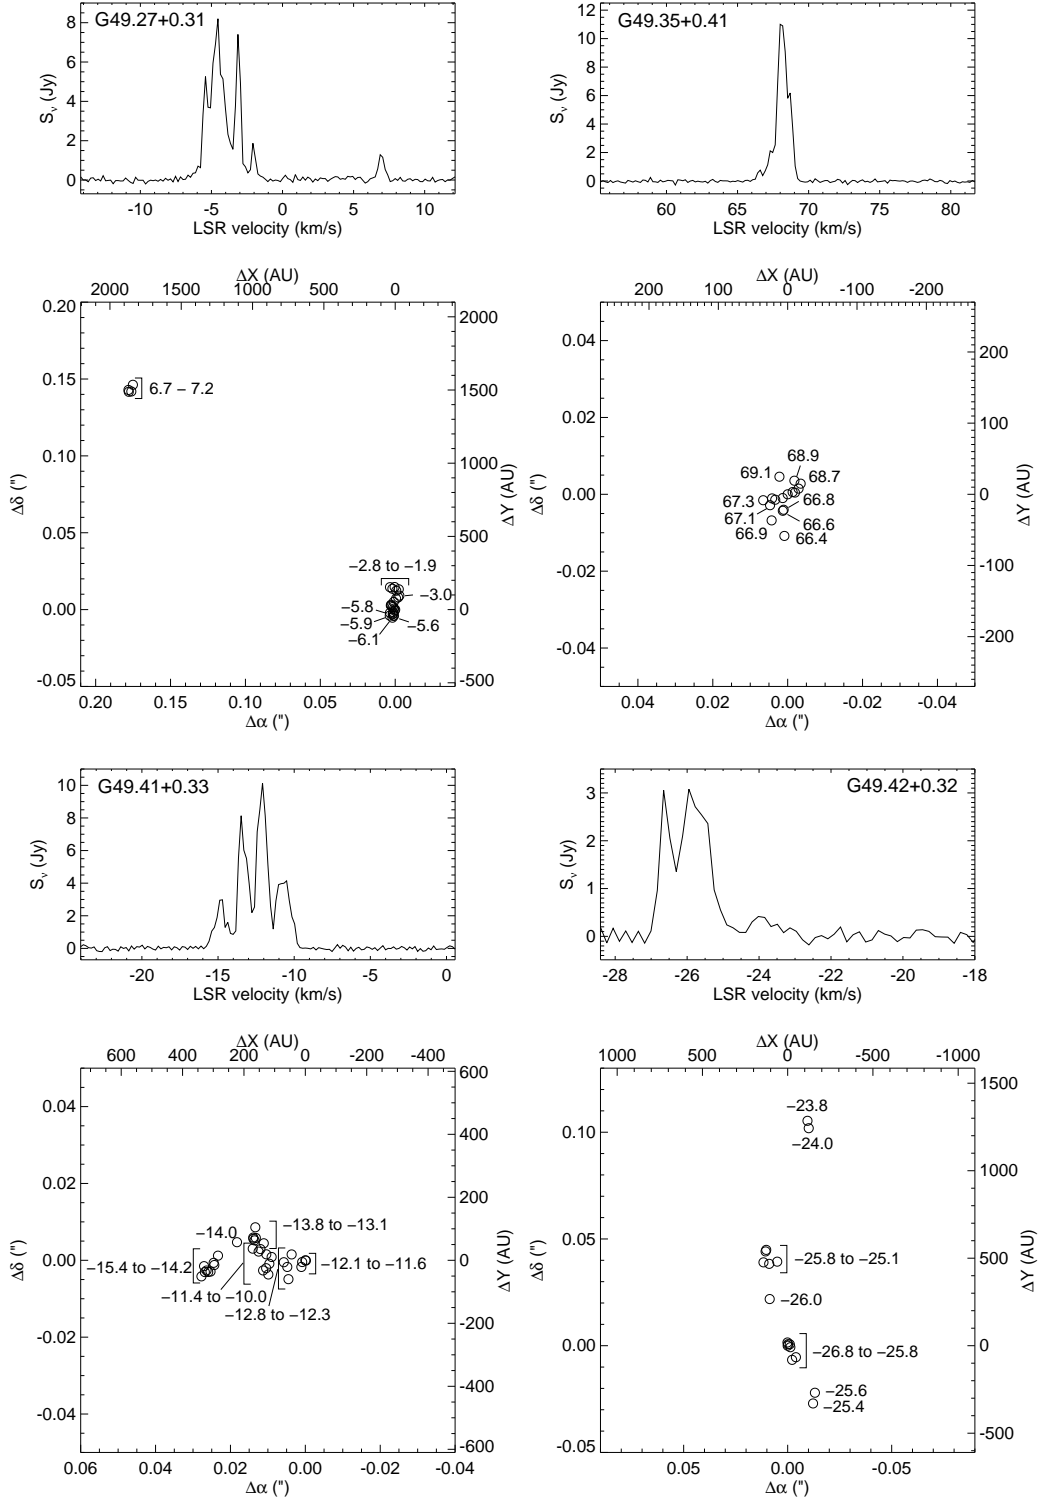 G49.27+0.31
8
6
4
2
0
Sν (Jy)
-10 -5 0 5 10
LSR velocity (km/s)
G49.35+0.41
12
10
8
6
4
2
0
Sν (Jy)
60 65 70 75 80
LSR velocity (km/s)
ΔX (AU)
2000 1500 1000 500 0
0.20
0.15
0.10
0.05
0.00
-0.05
Δδ (")
2000
1500
1000
500
0
-500
ΔY (AU)
6.7 − 7.2
−2.8 to −1.9
−3.0
−5.8
−5.9
−5.6
−6.1
0.20 0.15 0.10 0.05 0.00
Δα (")
ΔX (AU)
200 100 0 -100 -200
0.04
0.02
0.00
-0.02
-0.04
Δδ (")
200
100
0
-100
-200
ΔY (AU)
68.9
69.1
68.7
67.3
66.8
67.1
66.6
66.9
66.4
0.04 0.02 0.00 -0.02 -0.04
Δα (")
G49.41+0.33
10
8
6
4
2
0
Sν (Jy)
-20 -15 -10 -5 0
LSR velocity (km/s)
G49.42+0.32
3
2
1
0
Sν (Jy)
-28 -26 -24 -22 -20 -18
LSR velocity (km/s)
ΔX (AU)
600 400 200 0 -200 -400
0.04
0.02
0.00
-0.02
-0.04
Δδ (")
600
400
200
0
-200
-400
-600
ΔY (AU)
−13.8 to −13.1
−14.0
−15.4 to −14.2
−12.1 to −11.6
−11.4 to −10.0
−12.8 to −12.3
0.06 0.04 0.02 0.00 -0.02 -0.04
Δα (")
ΔX (AU)
1000 500 0 -500 -1000
0.10
0.05
0.00
-0.05
Δδ (")
1500
1000
500
0
-500
ΔY (AU)
−23.8
−24.0
−25.8 to −25.1
−26.0
−26.8 to −25.8
−25.6
−25.4
0.05 0.00 -0.05
Δα (")